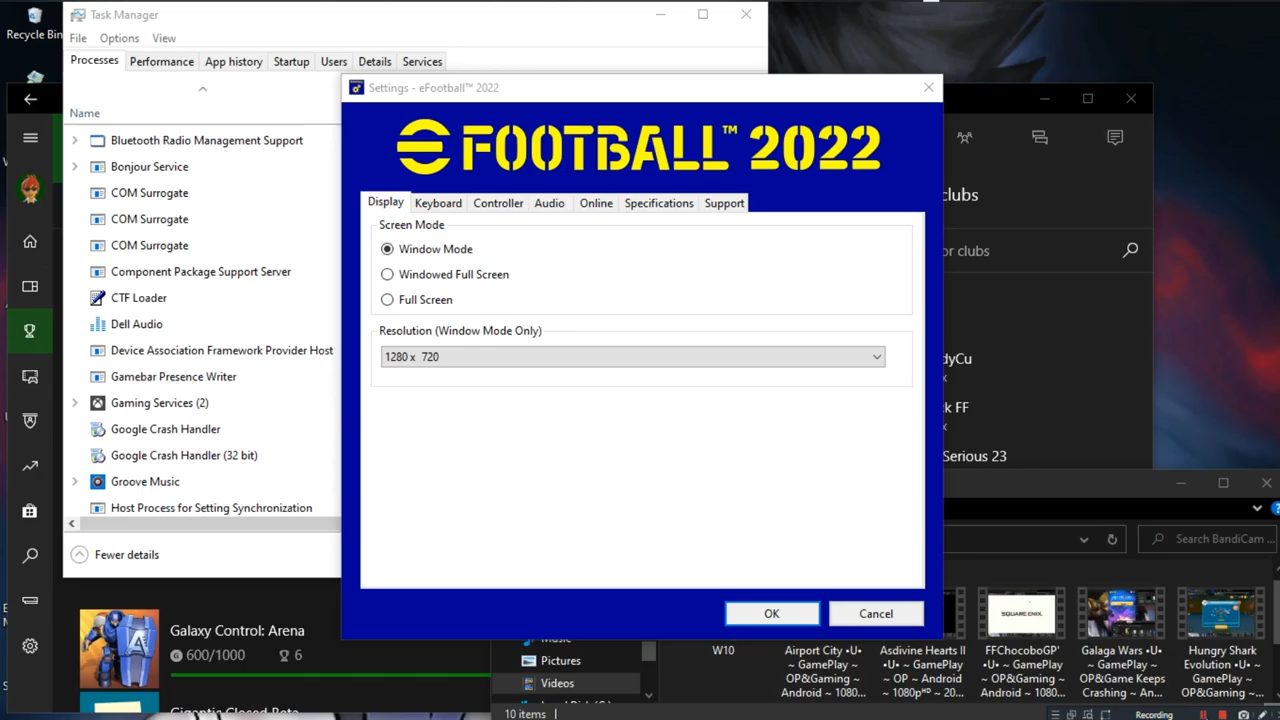 Recycle Bin
Task Manager
File Options View
Processes Performance App history Startup Users Details Services
Name
Bluetooth Radio Management Support
Bonjour Service
COM Surrogate
COM Surrogate
COM Surrogate
Component Package Support Server
CTF Loader
Dell Audio
Device Association Framework Provider Host
Gamebar Presence Writer
Gaming Services (2)
Google Crash Handler
Google Crash Handler (32 bit)
Groove Music
Host Process for Setting Synchronization
Fewer details
Settings - eFootball™ 2022
eFOOTBALL™ 2022
Display Keyboard Controller Audio Online Specifications Support
Screen Mode
Window Mode
Windowed Full Screen
Full Screen
Resolution (Window Mode Only)
1280 x 720
OK Cancel
clubs
or clubs
dyCu
k FF
Serious 23
Search BandiCam ...
SQUARE ENIX.
Galaxy Control: Arena
600/1000 6
Music
Pictures
Videos
10 items
W10
Airport City •U•
~ GamePlay
~ OP&Gaming ~
Android ~ 1080...
Asdivine Hearts II
•U• ~ GamePlay
~ OP ~ Android
~ 1080pᴴᴰ ~ 20...
FFChocoboGP'
•U• ~ GamePlay
~ OP&Gaming ~
Android ~ 1080...
Galaga Wars •U•
~ GamePlay ~
OP&Game Keeps
Crashing ~ An...
Hungry Shark
Evolution •U• ~
GamePlay ~
OP&Gaming ~...
Recording